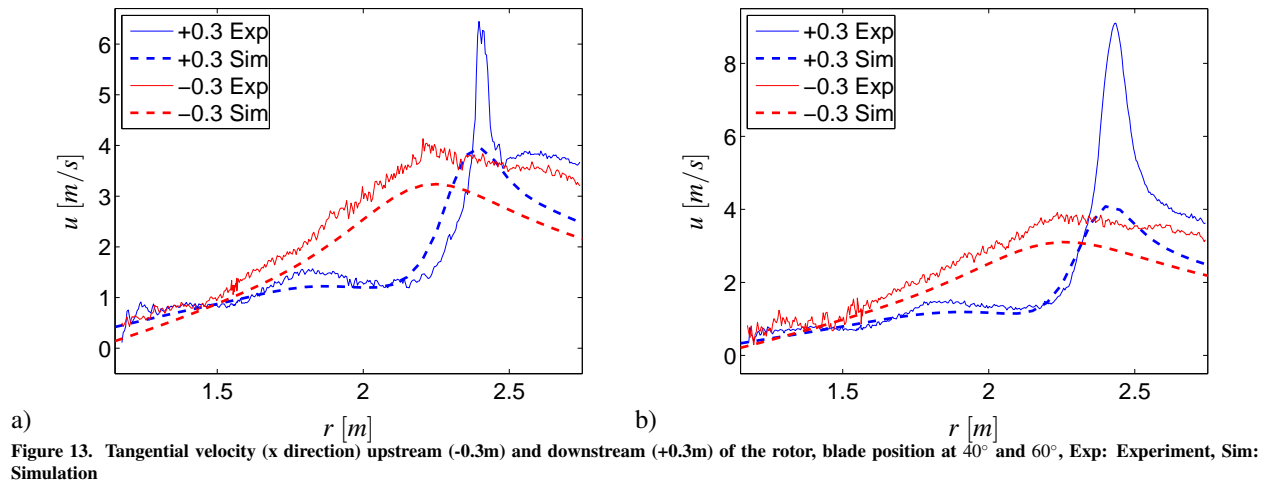 +0.3 Exp
+0.3 Sim
−0.3 Exp
−0.3 Sim
6
5
4
3
2
1
0
u [m/s]
1.5 2 2.5
r [m]
a)
+0.3 Exp
+0.3 Sim
−0.3 Exp
−0.3 Sim
8
6
4
2
0
u [m/s]
1.5 2 2.5
r [m]
b)
Figure 13. Tangential velocity (x direction) upstream (-0.3m) and downstream (+0.3m) of the rotor, blade position at 40° and 60°, Exp: Experiment, Sim:
Simulation